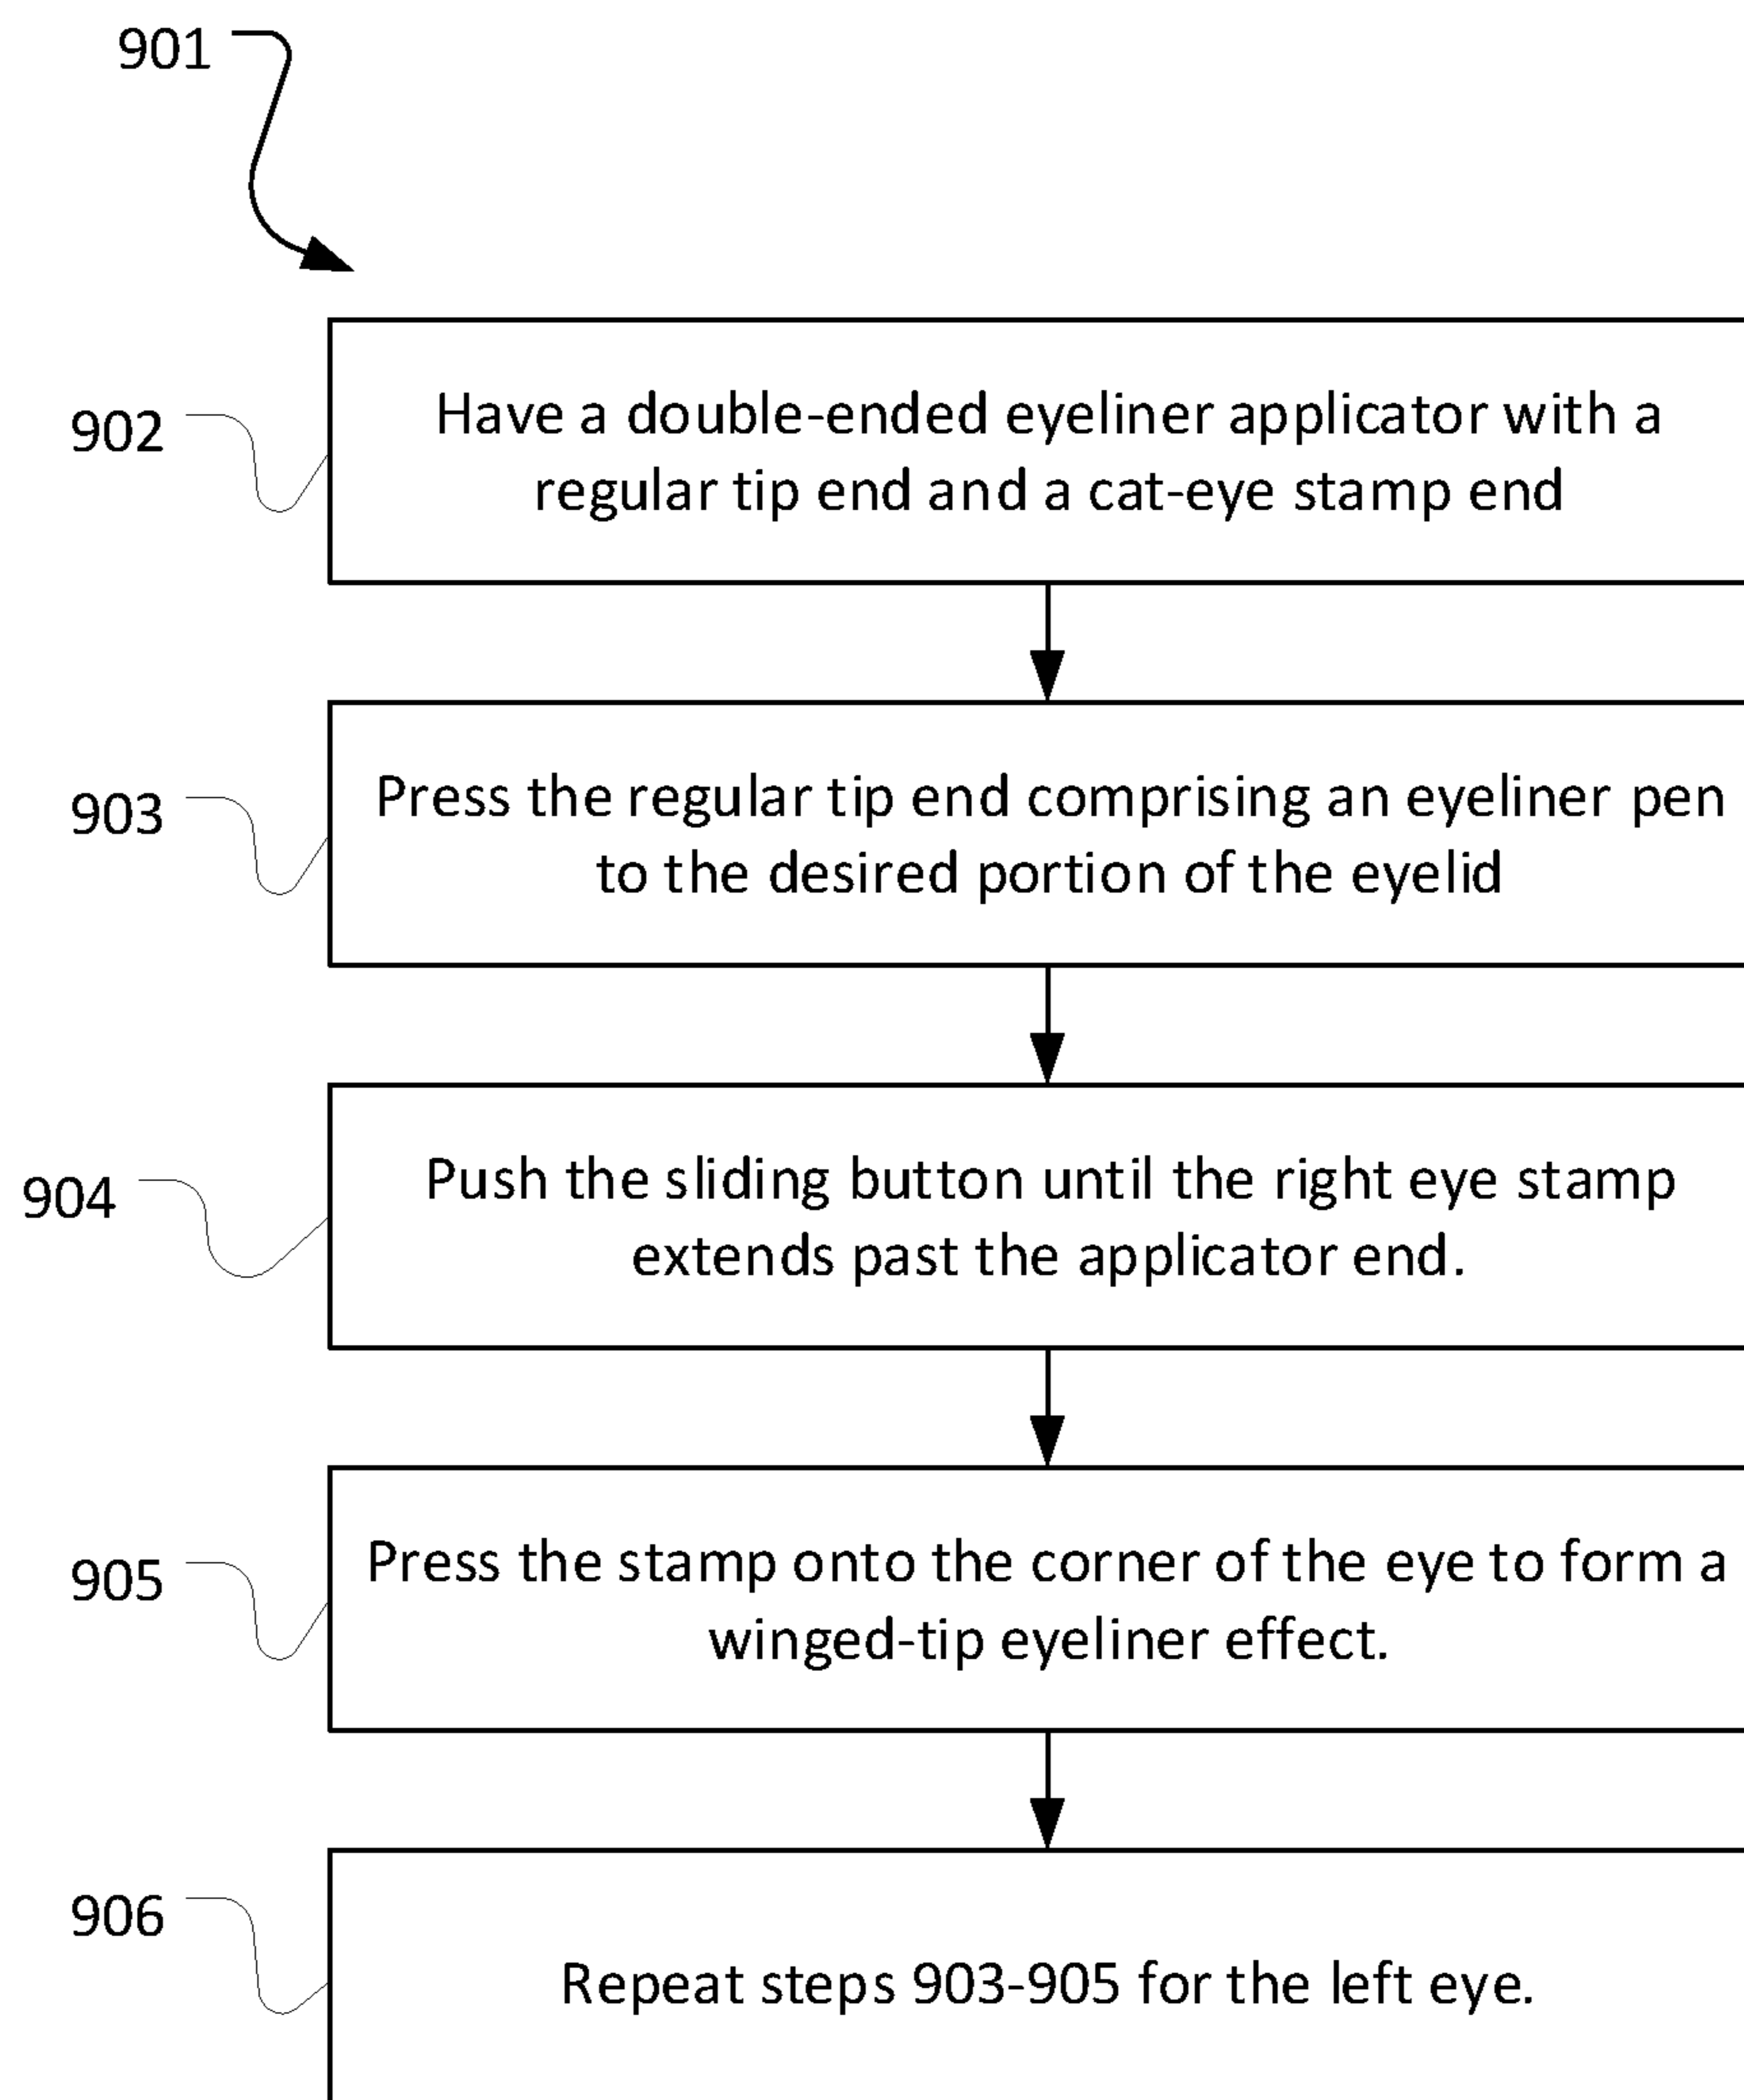 901
902
Have a double-ended eyeliner applicator with a
regular tip end and a cat-eye stamp end
903
Press the regular tip end comprising an eyeliner pen
to the desired portion of the eyelid
904
Push the sliding button until the right eye stamp
extends past the applicator end.
905
Press the stamp onto the corner of the eye to form a
winged-tip eyeliner effect.
906
Repeat steps 903-905 for the left eye.